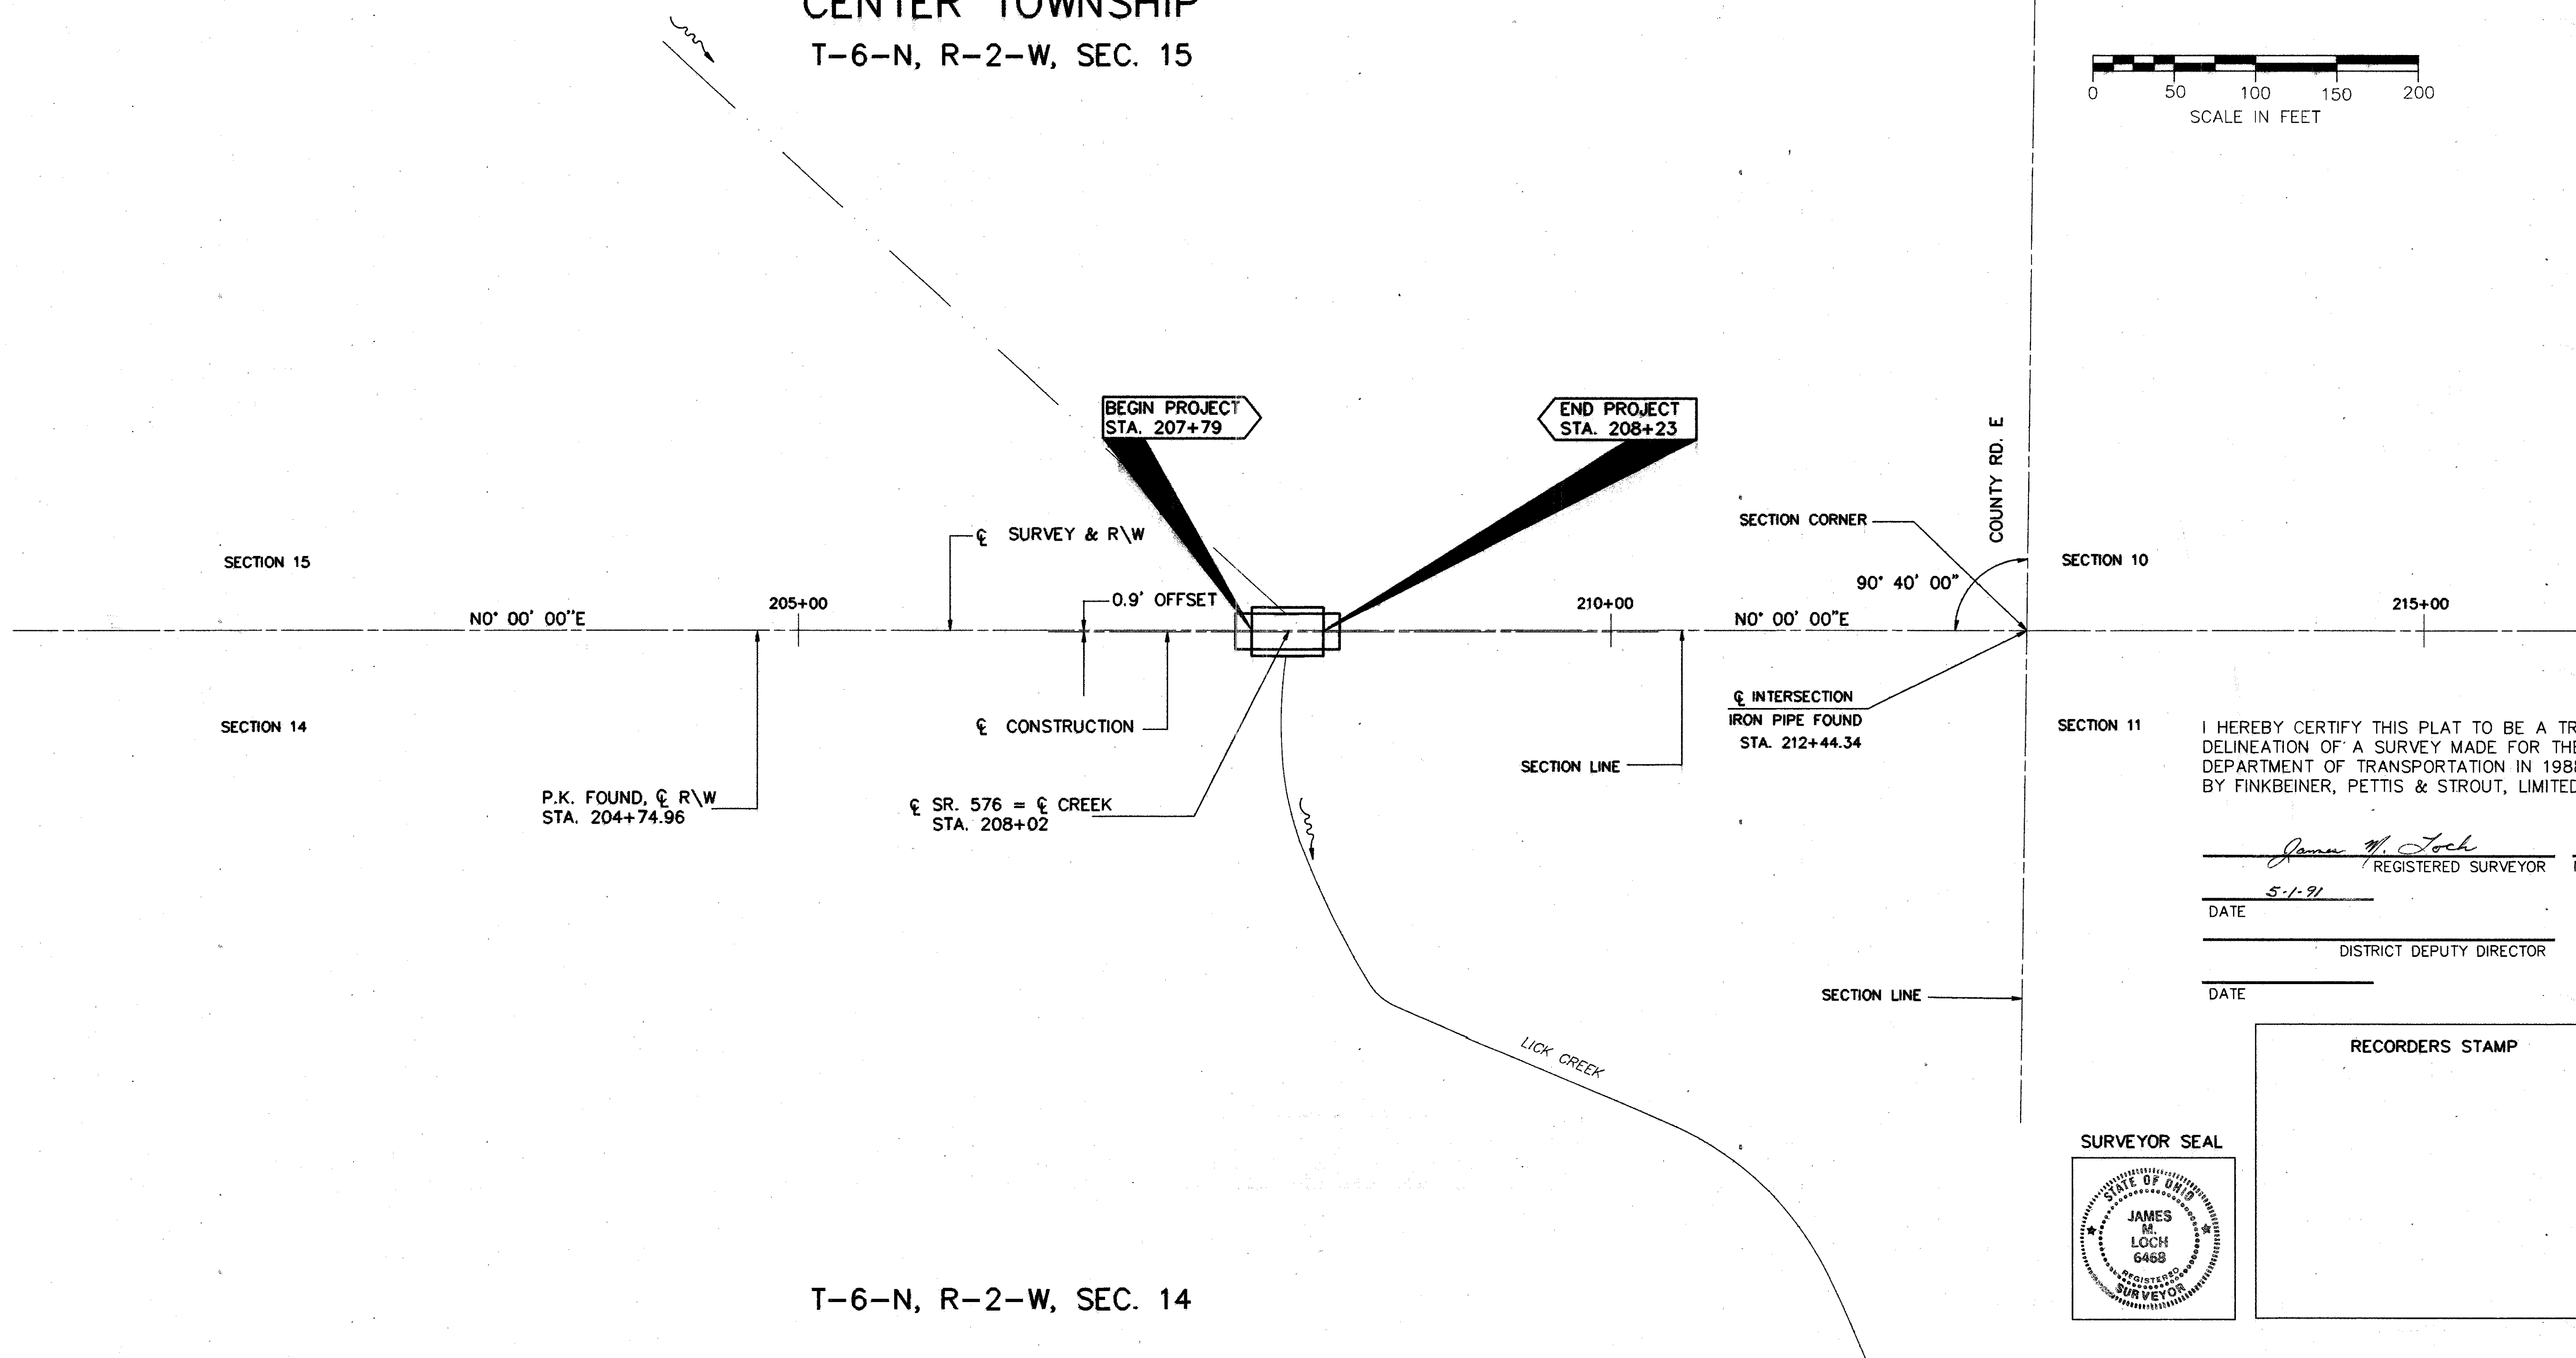 CENTER TOWNSHIP
T-6-N, R-2-W, SEC. 15
0 50 100 150 200
SCALE IN FEET
BEGIN PROJECT
STA. 207+79
END PROJECT
STA. 208+23
COUNTY RD. E
SECTION CORNER
℄ SURVEY & R\W
SECTION 15
SECTION 10
90° 40' 00"
0.9' OFFSET
205+00
210+00
215+00
N0° 00' 00"E
N0° 00' 00"E
℄ INTERSECTION
IRON PIPE FOUND
STA. 212+44.34
SECTION 14
℄ CONSTRUCTION
SECTION 11
SECTION LINE
P.K. FOUND, ℄ R\W
STA. 204+74.96
℄ SR. 576 = ℄ CREEK
STA. 208+02
I HEREBY CERTIFY THIS PLAT TO BE A TR
DELINEATION OF A SURVEY MADE FOR THE
DEPARTMENT OF TRANSPORTATION IN 198
BY FINKBEINER, PETTIS & STROUT, LIMITED
James M. Loch
REGISTERED SURVEYOR
5-1-91
DATE
DISTRICT DEPUTY DIRECTOR
DATE
SECTION LINE
LICK CREEK
RECORDERS STAMP
SURVEYOR SEAL
STATE OF OHIO
JAMES
M.
LOCH
6468
REGISTERED
SURVEYOR
T-6-N, R-2-W, SEC. 14